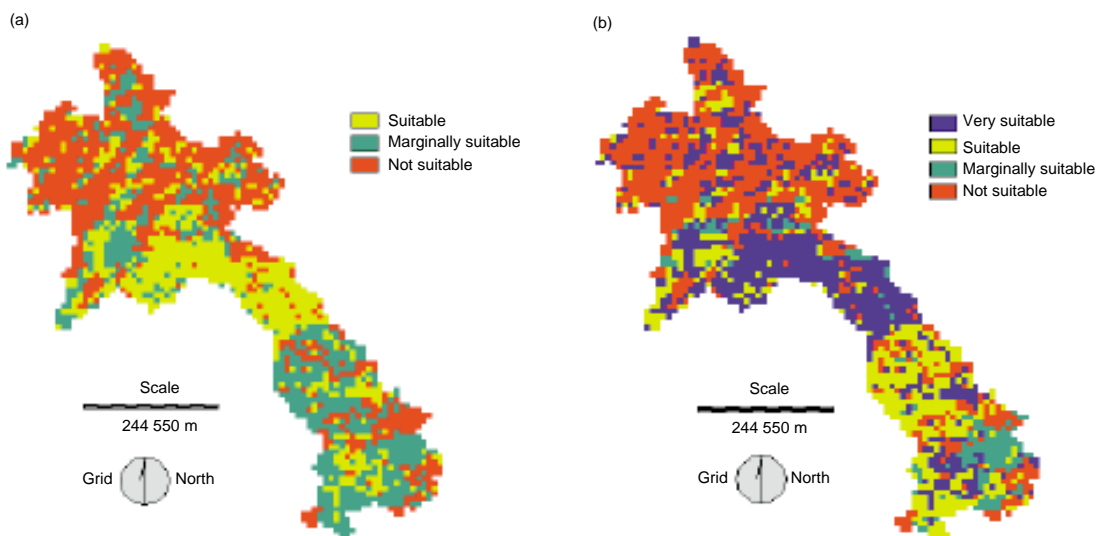 (a)
Suitable
Marginally suitable
Not suitable
Scale
244 550 m
Grid North
(b)
Very suitable
Suitable
Marginally suitable
Not suitable
Scale
244 550 m
Grid North